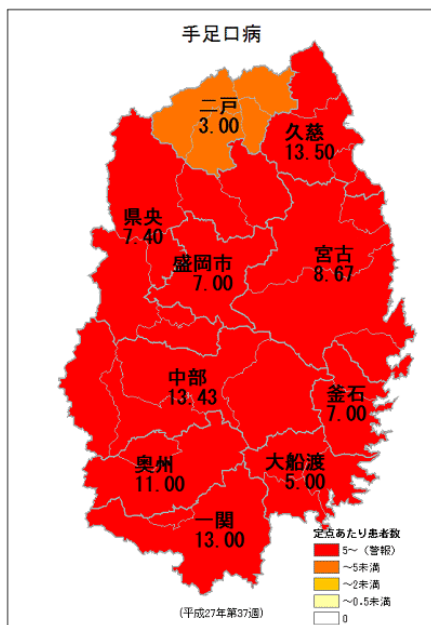 手足口病
二戸
3.00
久慈
13.50
県央
7.40
盛岡市
7.00
宮古
8.67
中部
13.43
釜石
7.00
奥州
11.00
大船渡
5.00
一関
13.00
定点あたり患者数
5～（警報）
～5未満
～2未満
～0.5未満
0
(平成27年第37週)